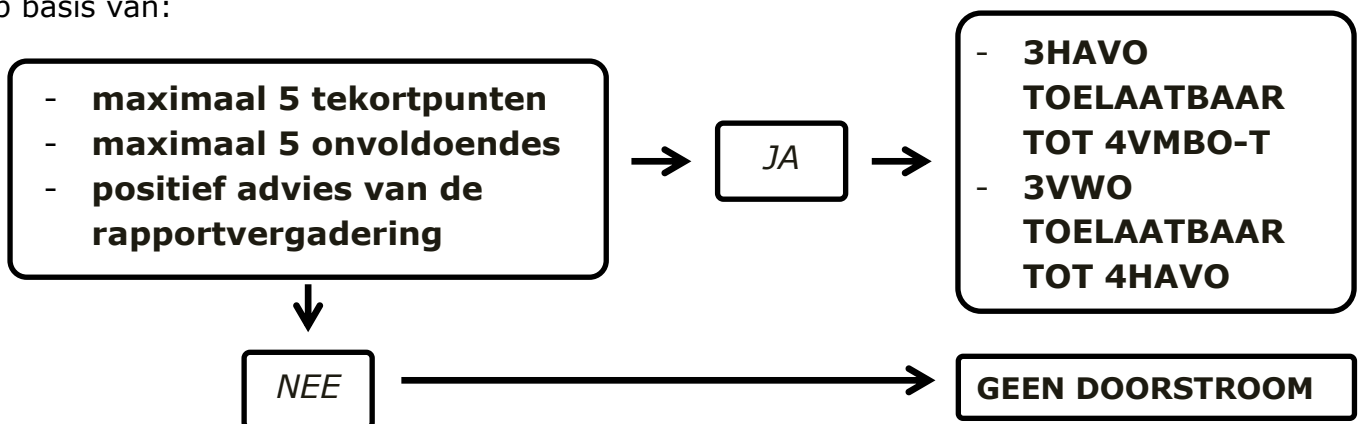 basis van:
- maximaal 5 tekortpunten
- maximaal 5 onvoldoendes
- positief advies van de
rapportvergadering
JA
- 3HAVO
TOELAATBAAR
TOT 4VMBO-T
- 3VWO
TOELAATBAAR
TOT 4HAVO
NEE
GEEN DOORSTROOM